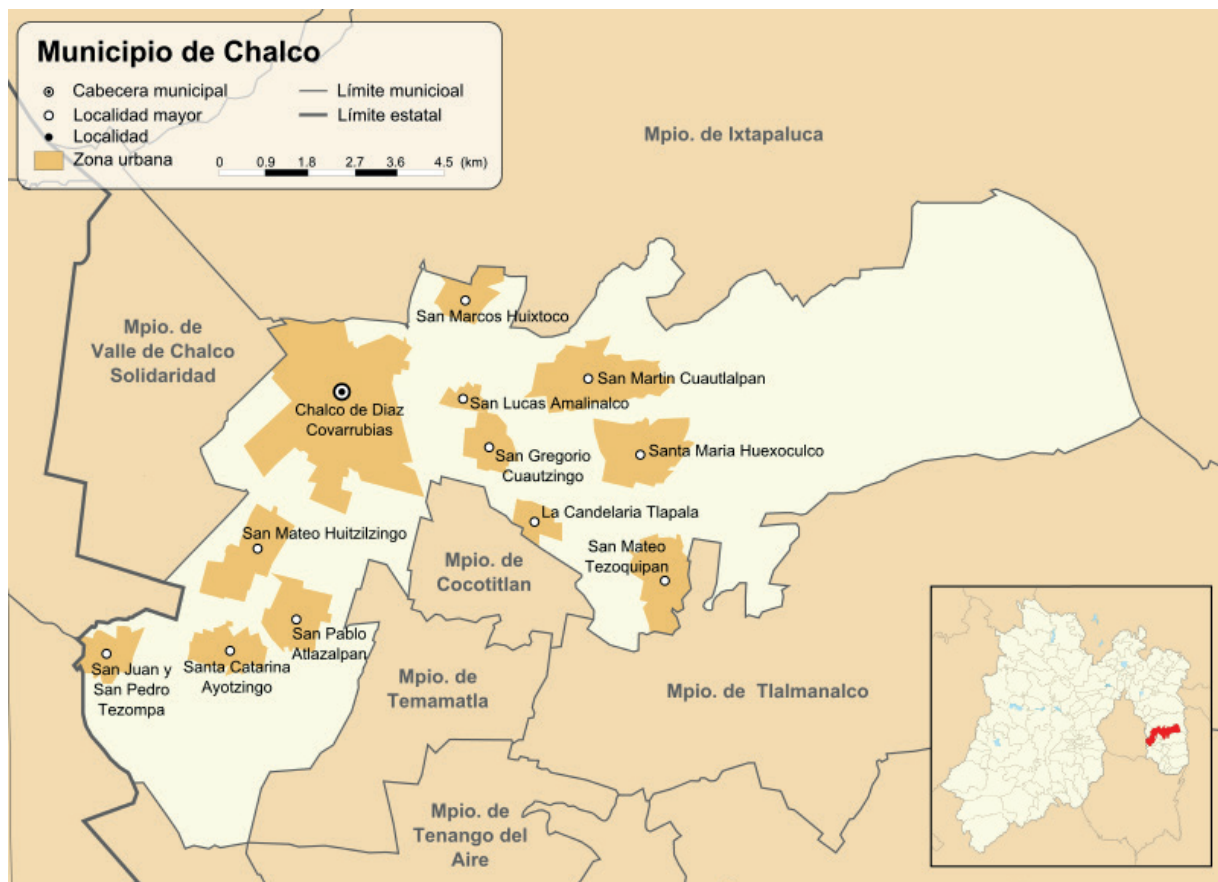 Municipio de Chalco
Cabecera municipal
Localidad mayor
Localidad
Zona urbana
Límite municioal
Límite estatal
0 0.9 1.8 2.7 3.6 4.5 (km)
Mpio. de Ixtapaluca
Mpio. de
Valle de Chalco
Solidaridad
San Marcos Huixtoco
San Martin Cuautlalpan
Chalco de Diaz
Covarrubias
San Lucas Amalinalco
San Gregorio
Cuautzingo
Santa Maria Huexoculco
La Candelaria Tlapala
San Mateo Huitzilzingo
Mpio. de
Cocotitlan
San Mateo
Tezoquipan
San Pablo
Atlazalpan
San Juan y
San Pedro
Tezompa
Santa Catarina
Ayotzingo
Mpio. de
Temamatla
Mpio. de Tlalmanalco
Mpio. de
Tenango del
Aire